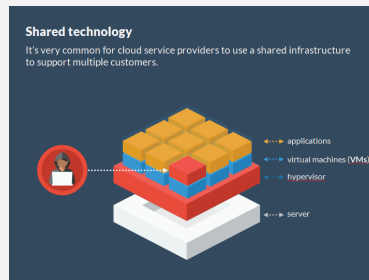 Shared technology
It's very common for cloud service providers to use a shared infrastructure
to support multiple customers.
applications
virtual machines (VMs)
hypervisor
server